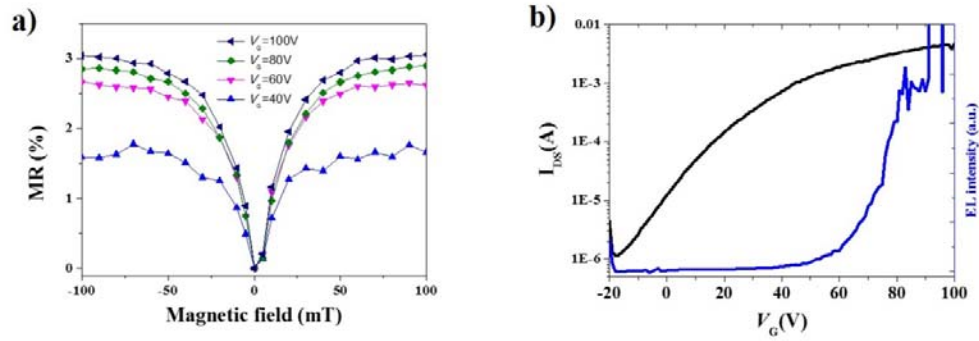 a)
V_G=100V
V_G=80V
V_G=60V
V_G=40V
MR (%)
3
2
1
0
-100
-50
0
50
100
Magnetic field (mT)
b)
I_DS(A)
0.01
1E-3
1E-4
1E-5
1E-6
-20
0
20
40
60
80
100
V_G(V)
EL intensity (a.u.)